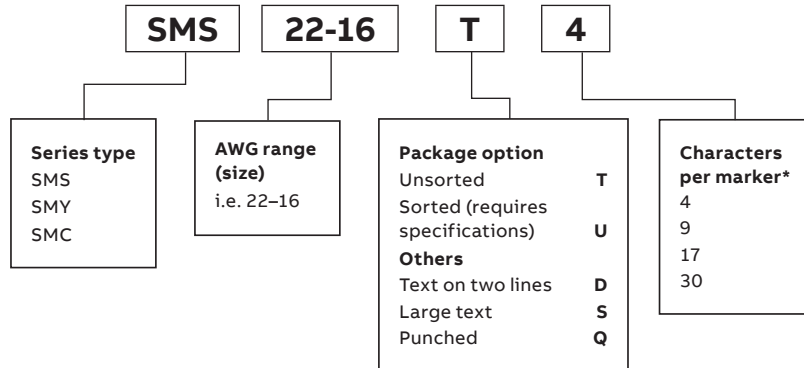 SMS 22-16 T 4
Series type
SMS
SMY
SMC
AWG range
(size)
i.e. 22–16
Package option
Unsorted T
Sorted (requires
specifications) U
Others
Text on two lines D
Large text S
Punched Q
Characters
per marker*
4
9
17
30